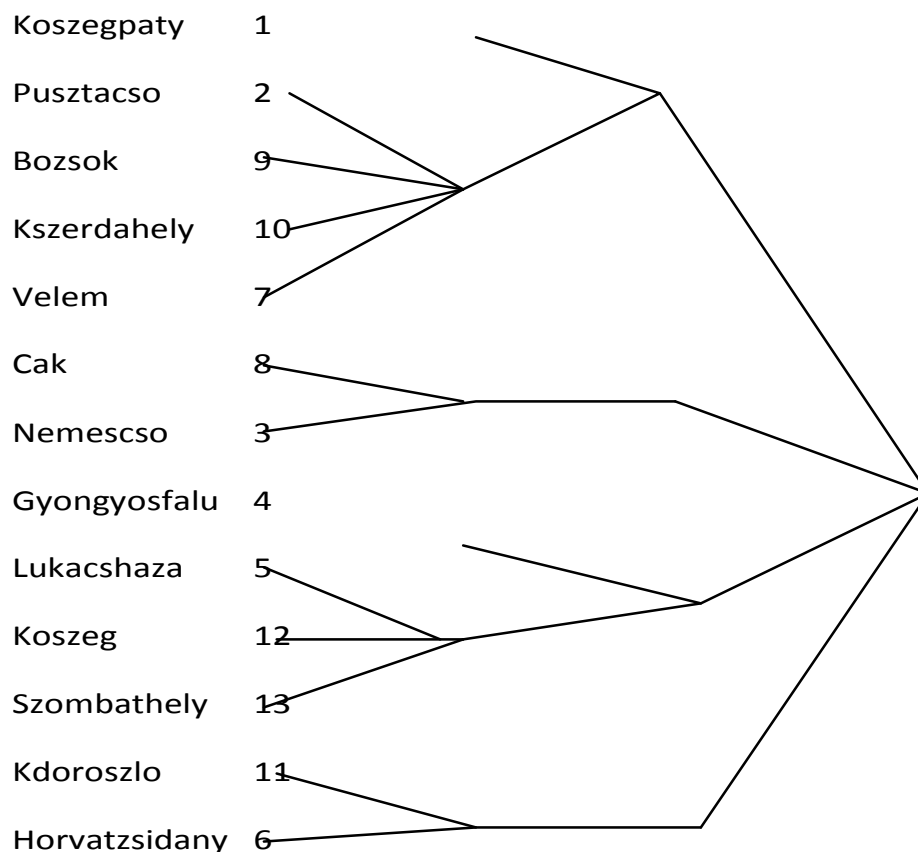 Koszegpaty 1
Pusztacso 2
Bozsok 9
Kszerdahely 10
Velem 7
Cak 8
Nemescso 3
Gyongyosfalu 4
Lukacshaza 5
Koszeg 12
Szombathely 13
Kdoroszlo 11
Horvatzsidany 6